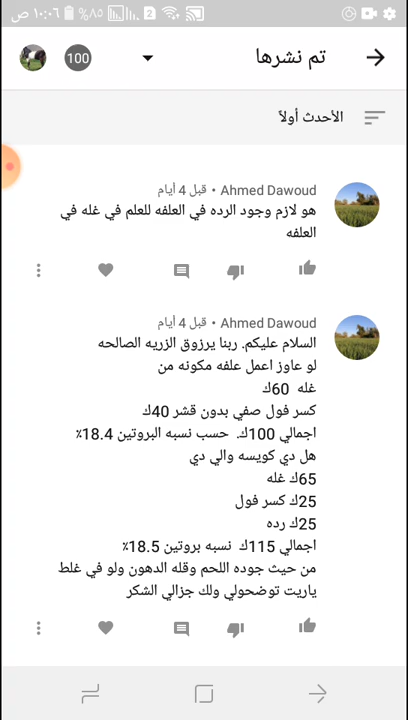 ١٠:٠٦ ص ٨٥٪ 2
تم نشرها 100
الأحدث أولاً
Ahmed Dawoud • قبل 4 أيام
هو لازم وجود الرده في العلفه للعلم في غله في
العلفه
Ahmed Dawoud • قبل 4 أيام
السلام عليكم. ربنا يرزوق الزريه الصالحه
لو عاوز اعمل علفه مكونه من
غله 60ك
كسر فول صفي بدون قشر 40ك
اجمالي 100ك. حسب نسبه البروتين 18.4٪
هل دي كويسه والي دي
65ك غله
25ك كسر فول
25ك رده
اجمالي 115ك نسبه بروتين 18.5٪
من حيث جوده اللحم وقله الدهون ولو في غلط
ياريت توضحولي ولك جزالي الشكر